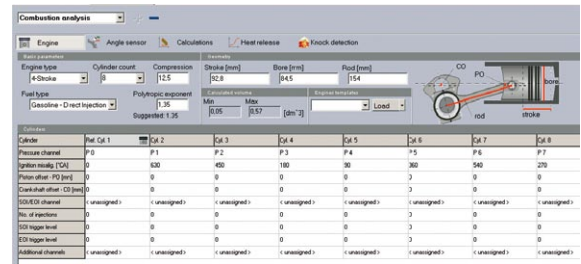 Combustion analysis
Engine Angle sensor Calculations Heat release Knock detection
Basic parameters Geometry
Engine type Cylinder count Compression Stroke [mm] Bore [mm] Rod [mm]
4-Stroke 8 12,5 92,8 84,5 154
Fuel type Polytropic exponent Calculated volume Engines templates
Gasoline - Direct Injection 1,35 Min Max
Suggested: 1.35 0,05 0,57 [dm^3] Load
CO PO bore rod stroke
Cylinders
Cylinder Ref. Cyl. 1 Cyl. 2 Cyl. 3 Cyl. 4 Cyl. 5 Cyl. 6 Cyl. 7 Cyl. 8
Pressure channel P 0 P 1 P 2 P 3 P 4 P 5 P 6 P 7
Ignition misalig. [°CA] 0 630 450 180 90 360 540 270
Piston offset - PO [mm] 0 0 0 0 0 0 0 0
Crankshaft offset - CO [mm] 0 0 0 0 0 0 0 0
SOI/EOI channel < unassigned > < unassigned > < unassigned > < unassigned > < unassigned > < unassigned > < unassigned > < unassigned >
No. of injections 0 0 0 0 0 0 0 0
SOI trigger level 0 0 0 0 0 0 0 0
EOI trigger level 0 0 0 0 0 0 0 0
Additional channels < unassigned > < unassigned > < unassigned > < unassigned > < unassigned > < unassigned > < unassigned > < unassigned >